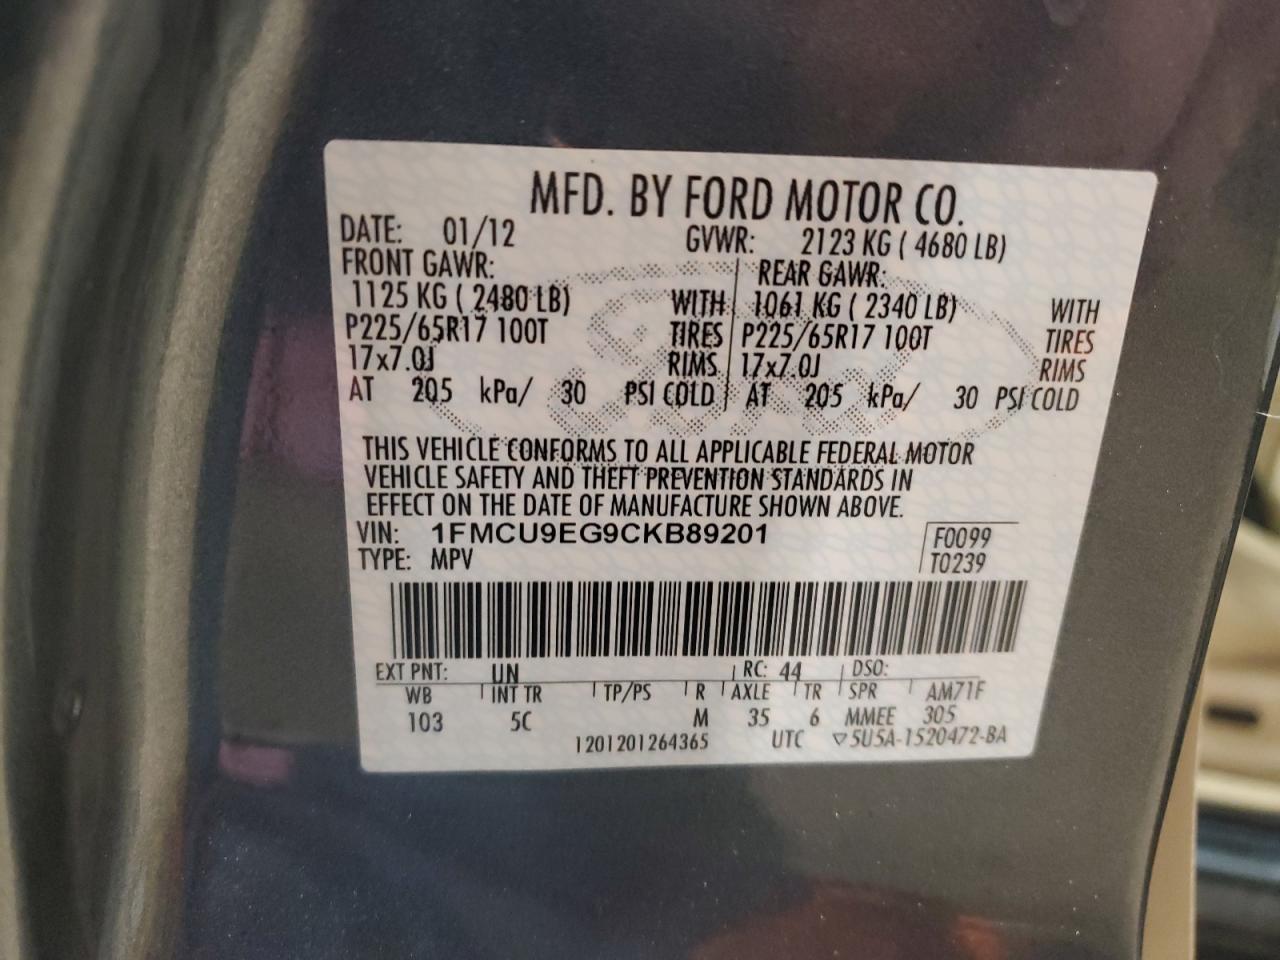 MFD. BY FORD MOTOR CO.
DATE: 01/12 GVWR: 2123 KG ( 4680 LB)
FRONT GAWR: REAR GAWR:
1125 KG ( 2480 LB) WITH 1061 KG ( 2340 LB) WITH
P225/65R17 100T TIRES P225/65R17 100T TIRES
17x7.0J RIMS 17x7.0J RIMS
AT 205 kPa/ 30 PSI COLD AT 205 kPa/ 30 PSI COLD
THIS VEHICLE CONFORMS TO ALL APPLICABLE FEDERAL MOTOR
VEHICLE SAFETY AND THEFT PREVENTION STANDARDS IN
EFFECT ON THE DATE OF MANUFACTURE SHOWN ABOVE.
VIN: 1FMCU9EG9CKB89201 F0099
TYPE: MPV T0239
EXT PNT: UN RC: 44 DSO:
WB INT TR TP/PS R AXLE TR SPR AM71F
103 5C M 35 6 MMEE 305
1201201264365 UTC ▽5U5A-1520472-BA